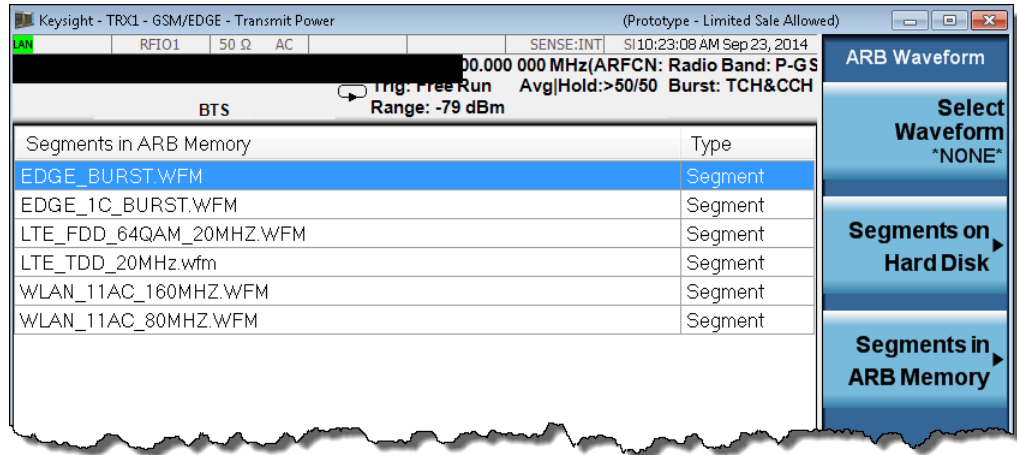 Keysight - TRX1 - GSM/EDGE - Transmit Power (Prototype - Limited Sale Allowed)
LAN RFIO1 50 Ω AC SENSE:INT 10:23:08 AM Sep 23, 2014
00.000 000 MHz(ARFCN: Radio Band: P-GS
Trig: Free Run Avg|Hold:>50/50 Burst: TCH&CCH
BTS Range: -79 dBm
Segments in ARB Memory Type
EDGE_BURST.WFM Segment
EDGE_1C_BURST.WFM Segment
LTE_FDD_64QAM_20MHZ.WFM Segment
LTE_TDD_20MHz.wfm Segment
WLAN_11AC_160MHZ.WFM Segment
WLAN_11AC_80MHZ.WFM Segment
ARB Waveform
Select
Waveform
*NONE*
Segments on
Hard Disk
Segments in
ARB Memory